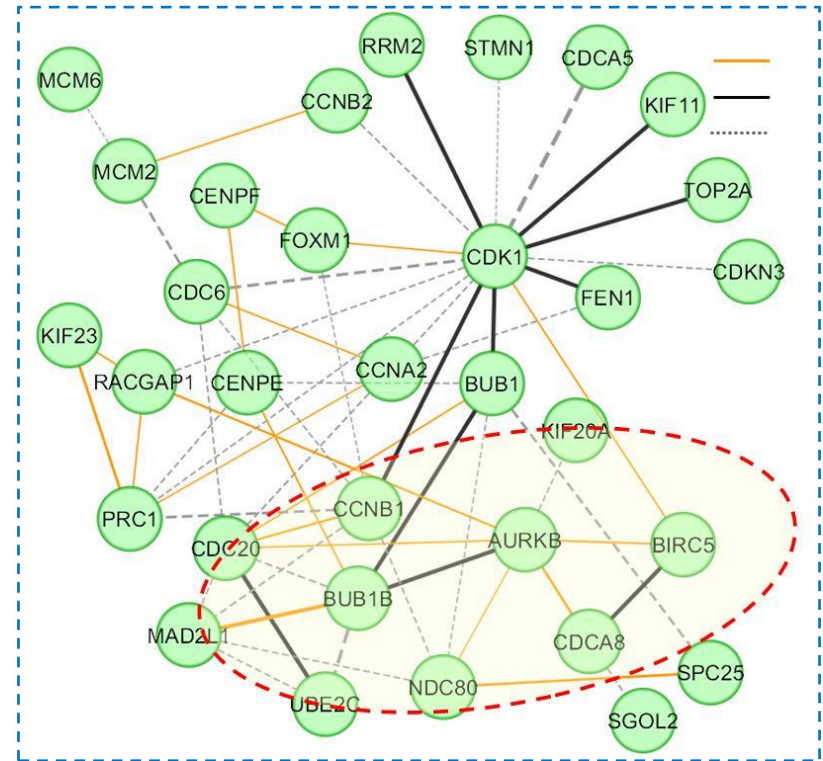 RRM2
STMN1
CDCA5
MCM6
CCNB2
KIF11
MCM2
TOP2A
CENPF
FOXM1
CDK1
CDKN3
CDC6
FEN1
KIF23
RACGAP1
CENPE
CCNA2
BUB1
KIF20A
PRC1
CCNB1
CDC20
AURKB
BIRC5
BUB1B
MAD2L1
CDCA8
SPC25
NDC80
UBE2C
SGOL2